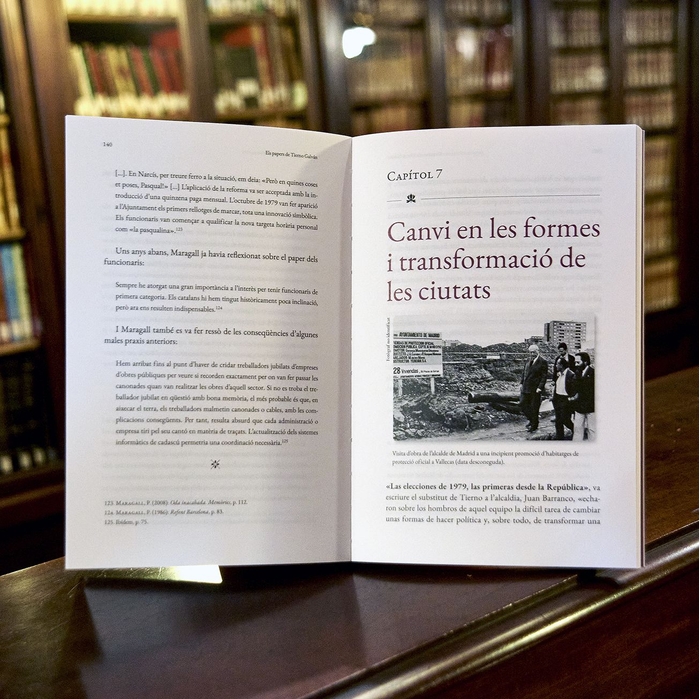 140
Els papers de Tierno Galván
[...]. En Narcís, per treure ferro a la situació, em deia: «Però en quines coses
et poses, Pasqual!» [...] L'aplicació de la reforma va ser acceptada amb la in-
troducció d'una quinzena paga mensual. L'octubre de 1979 van fer aparició
a l'Ajuntament els primers rellotges de marcar, tota una innovació simbòlica.
Els funcionaris van començar a qualificar la nova targeta horària personal
com «la pasqualina».123
Uns anys abans, Maragall ja havia reflexionat sobre el paper dels
funcionaris:
Sempre he atorgat una gran importància a l'interès per tenir funcionaris de
primera categoria. Els catalans hi hem tingut històricament poca inclinació,
però ara ens resulten indispensables.124
I Maragall també es va fer ressò de les conseqüències d'algunes
males praxis anteriors:
Hem arribat fins al punt d'haver de cridar treballadors jubilats d'empreses
d'obres públiques per veure si recorden exactament per on van fer passar les
canonades quan van realitzar les obres d'aquell sector. Si no es troba el tre-
ballador jubilat en qüestió amb bona memòria, el més probable és que, en
atacar el terra, els treballadors malmetin canonades o cables, amb les com-
plicacions consegüents. Per tant, resulta absurd que cada administració o
empresa tiri pel seu cantó en matèria de traçats. L'actualització dels sistemes
informàtics de cadascú permetria una coordinació necessària.125
123 Maragall, P. (2008): Oda inacabada. Memòries, p. 112.
124 Maragall, P. (1986): Refent Barcelona, p. 83.
125 Ibídem, p. 75.
Capítol 7
Canvi en les formes
i transformació de
les ciutats
Fotògraf no identificat
AYUNTAMIENTO DE MADRID
28 viviendas
Visita d'obra de l'alcalde de Madrid a una incipient promoció d'habitatges de
protecció oficial a Vallecas (data desconeguda).
«Las elecciones de 1979, las primeras desde la República», va
escriure el substitut de Tierno a l'alcaldia, Juan Barranco, «echa-
ron sobre los hombros de aquel equipo la difícil tarea de cambiar
unas formas de hacer política y, sobre todo, de transformar una